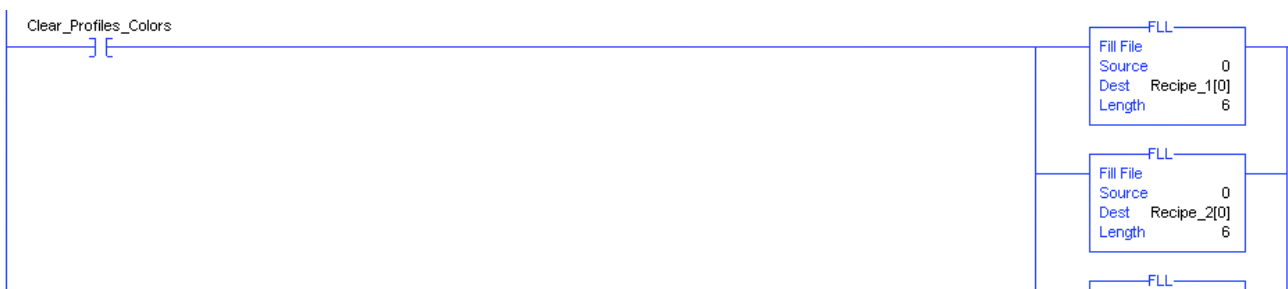 Clear_Profiles_Colors
FLL
Fill File
Source 0
Dest Recipe_1[0]
Length 6
FLL
Fill File
Source 0
Dest Recipe_2[0]
Length 6
FLL